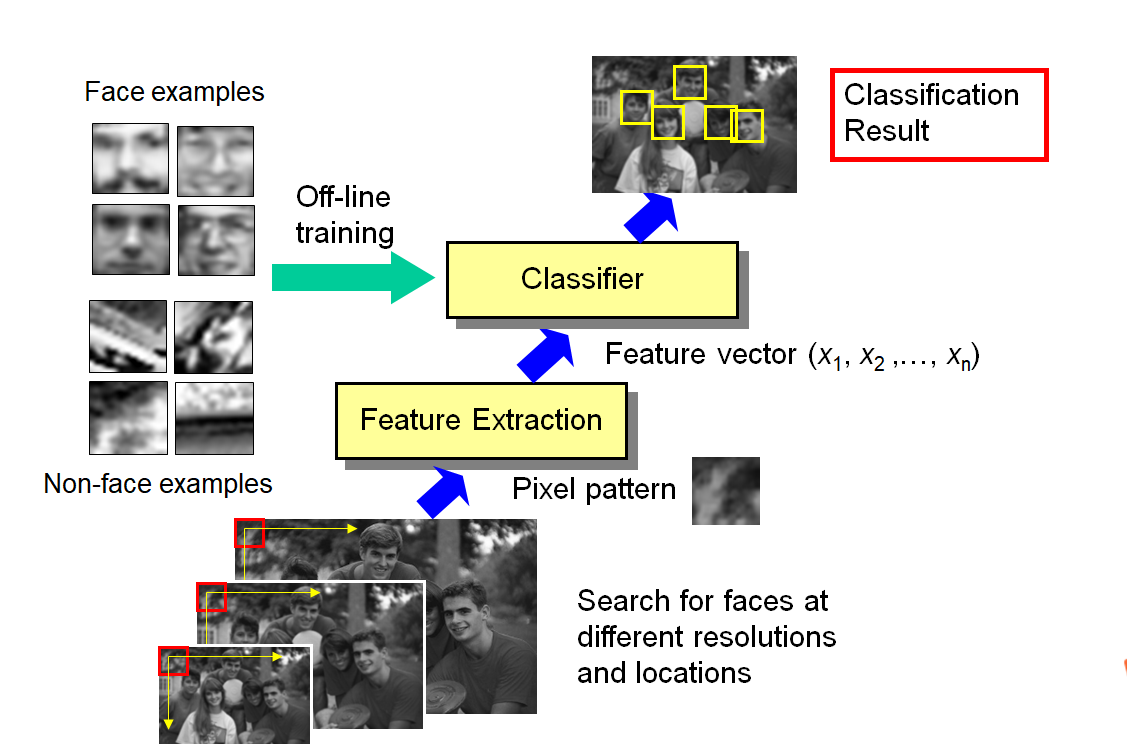 Face examples
Classification
Result
Off-line
training
Classifier
Feature vector (x1, x2 ,…, xn)
Feature Extraction
Non-face examples
Pixel pattern
Search for faces at
different resolutions
and locations